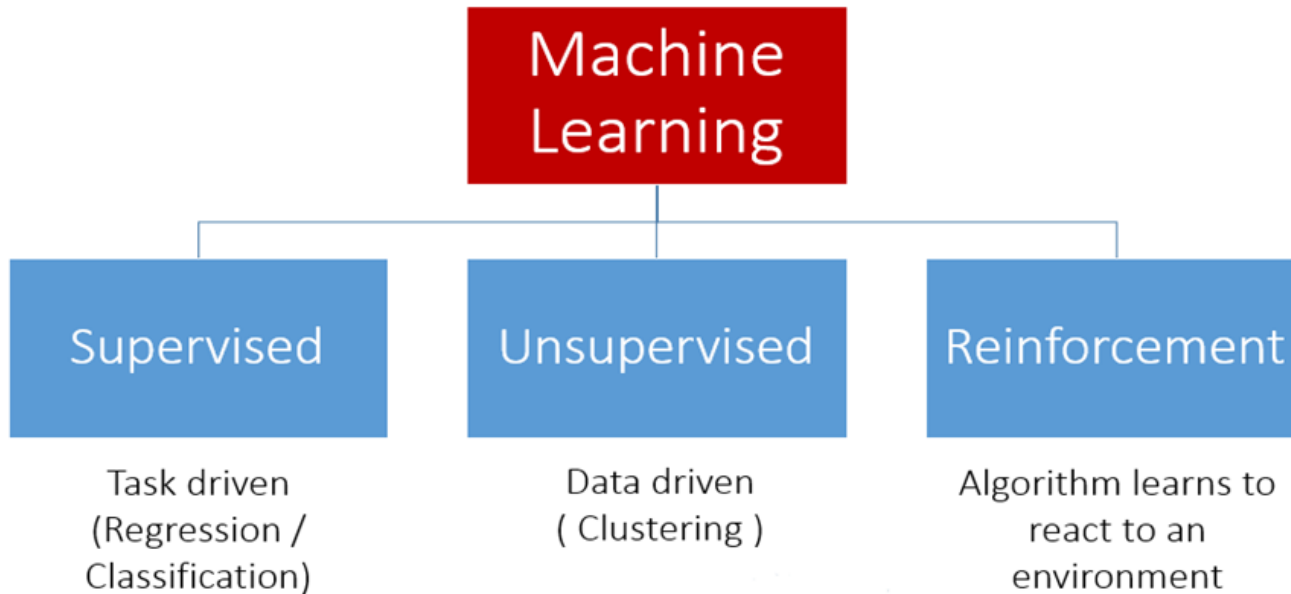 Machine
Learning
Supervised
Unsupervised
Reinforcement
Task driven
(Regression /
Classification)
Data driven
( Clustering )
Algorithm learns to
react to an
environment